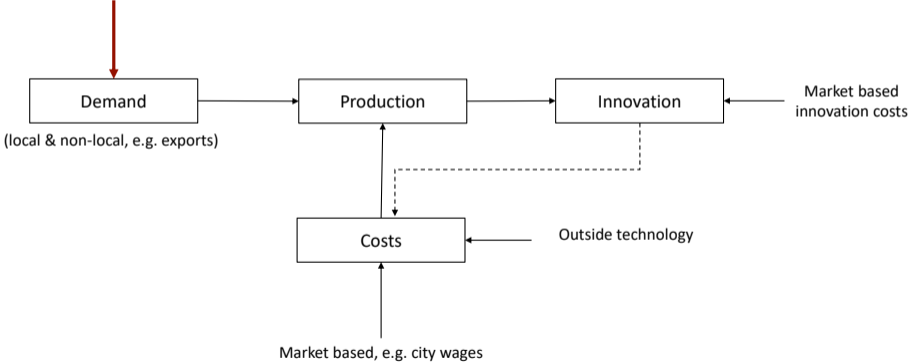 Demand
Production
Innovation
Market based
innovation costs
(local & non-local, e.g. exports)
Costs
Outside technology
Market based, e.g. city wages